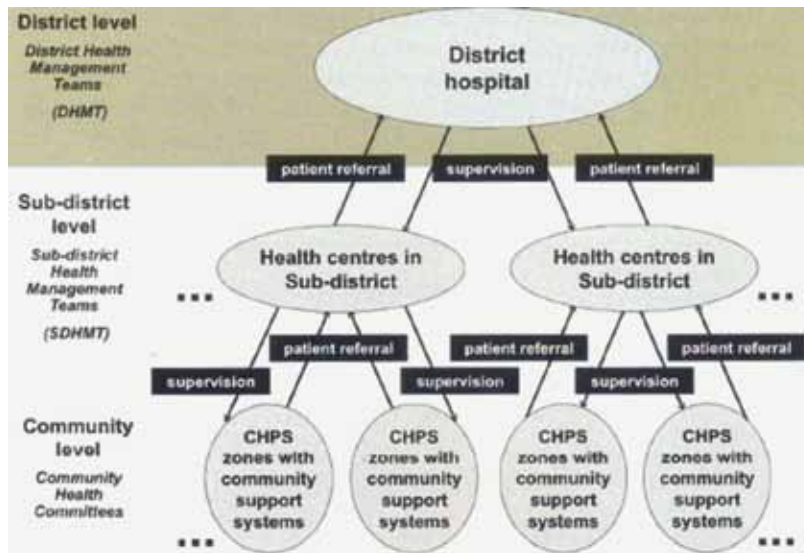 District level
District Health
Management
Teams
(DHMT)
District
hospital
patient referral
supervision
patient referral
Sub-district
level
Sub-district
Health
Management
Teams
(SDHMT)
Health centres in
Sub-district
Health centres in
Sub-district
...
...
patient referral
patient referral
patient referral
supervision
supervision
supervision
Community
level
Community
Health
Committees
CHPS
zones with
community
support
systems
CHPS
zones with
community
support
systems
CHPS
zones with
community
support
systems
CHPS
zones with
community
support
systems
...
...